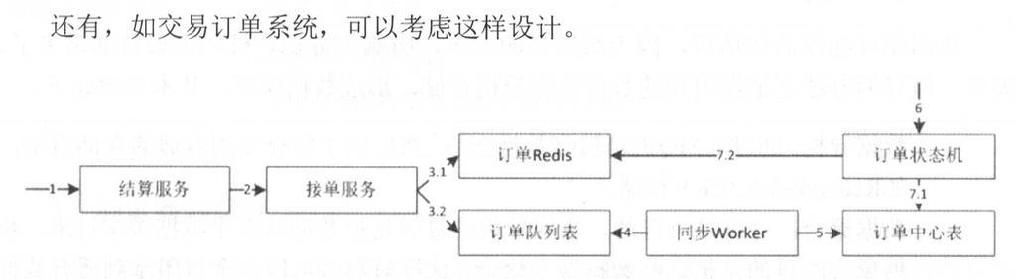 还有，如交易订单系统，可以考虑这样设计。
6
订单Redis
7.2
订单状态机
1
结算服务
2
接单服务
3.1
7.1
3.2
订单队列表
4
同步Worker
5
订单中心表